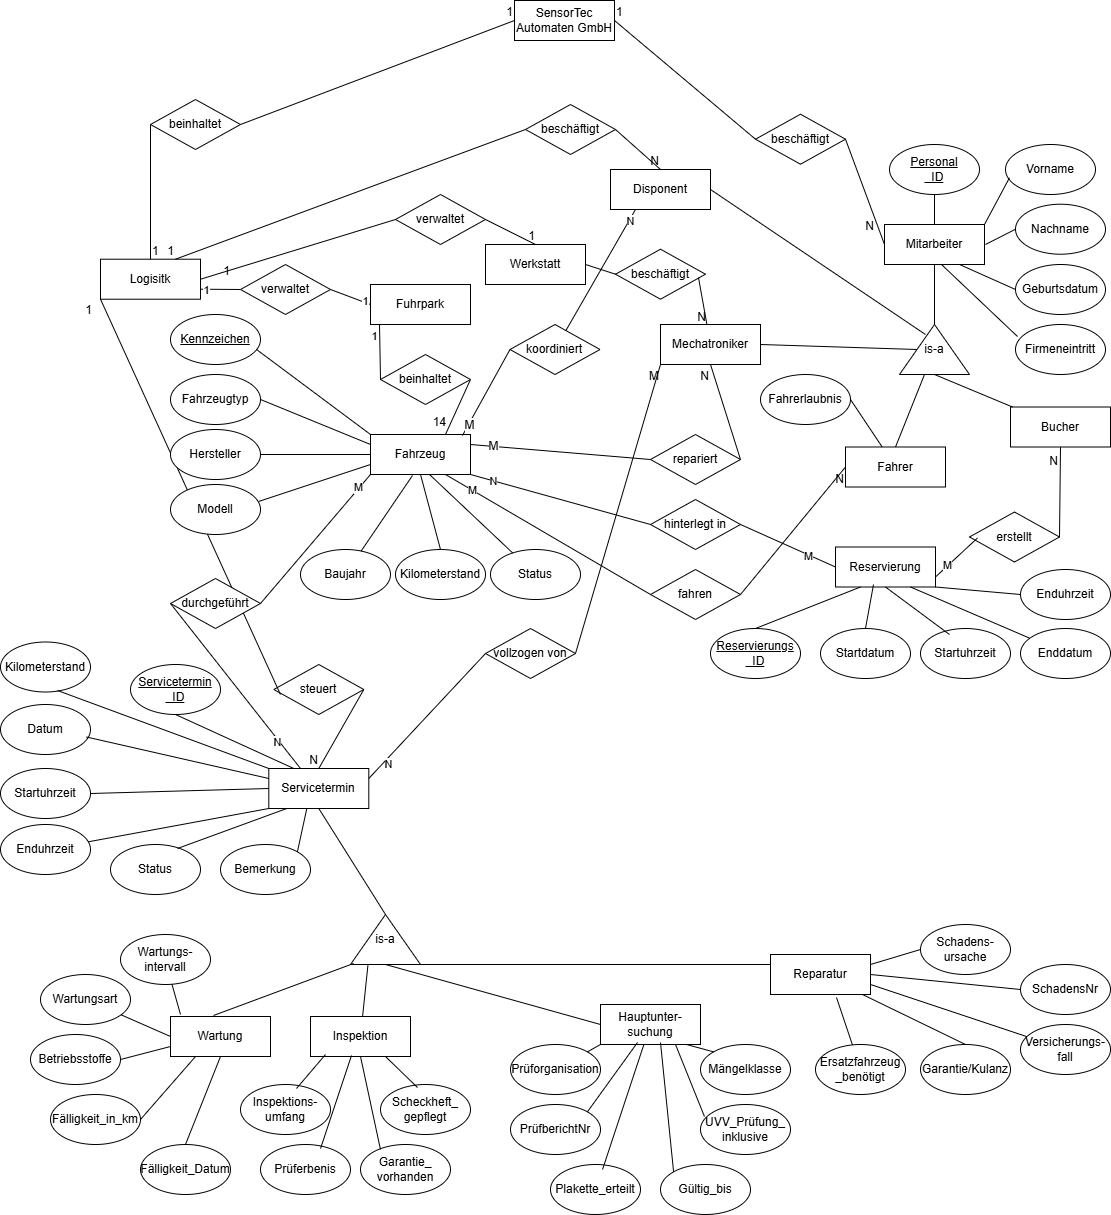 1
SensorTec
Automaten GmbH
1
beinhaltet
beschäftigt
beschäftigt
N
Personal
_ID
Vorname
Disponent
verwaltet
N
N
Nachname
1
Mitarbeiter
1
1
Logisitk
1
Werkstatt
beschäftigt
verwaltet
1
1
Fuhrpark
Geburtsdatum
1
N
Kennzeichen
1
koordiniert
Mechatroniker
is-a
Firmeneintritt
beinhaltet
M
N
Fahrzeugtyp
Fahrerlaubnis
14
M
Bucher
Hersteller
Fahrzeug
M
repariert
Fahrer
N
M
M
N
N
Modell
hinterlegt in
erstellt
M
M
Reservierung
Baujahr
Kilometerstand
Status
fahren
Enduhrzeit
durchgeführt
Reservierungs
_ID
Startdatum
Startuhrzeit
Enddatum
vollzogen von
Kilometerstand
Servicetermin
_ID
steuert
Datum
N
N
N
Servicetermin
Startuhrzeit
Enduhrzeit
Status
Bemerkung
is-a
Wartungs-
intervall
Schadens-
ursache
Reparatur
SchadensNr
Wartungsart
Hauptunter-
suchung
Wartung
Inspektion
Versicherungs-
fall
Betriebsstoffe
Prüforganisation
Mängelklasse
Ersatzfahrzeug
_benötigt
Garantie/Kulanz
Fälligkeit_in_km
Inspektions-
umfang
Scheckheft_
gepflegt
PrüfberichtNr
UVV_Prüfung_
inklusive
Fälligkeit_Datum
Prüferbenis
Garantie_
vorhanden
Plakette_erteilt
Gültig_bis